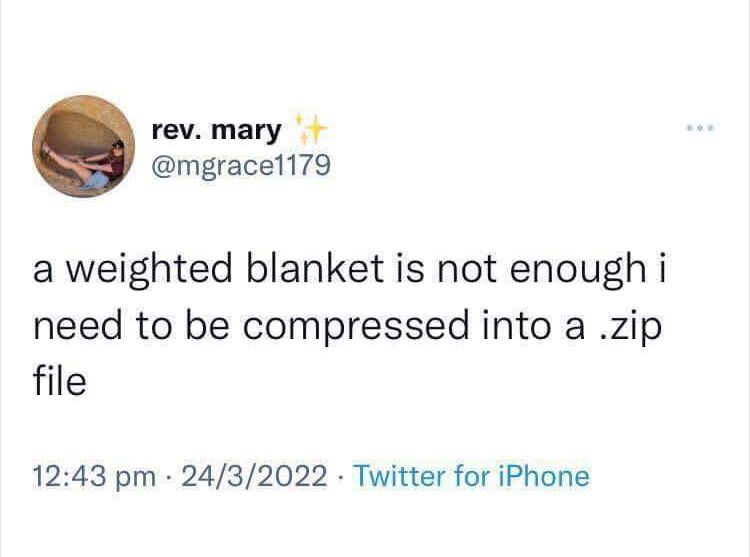 rev. mary ✨
@mgrace1179
a weighted blanket is not enough i
need to be compressed into a .zip
file
12:43 pm · 24/3/2022 · Twitter for iPhone